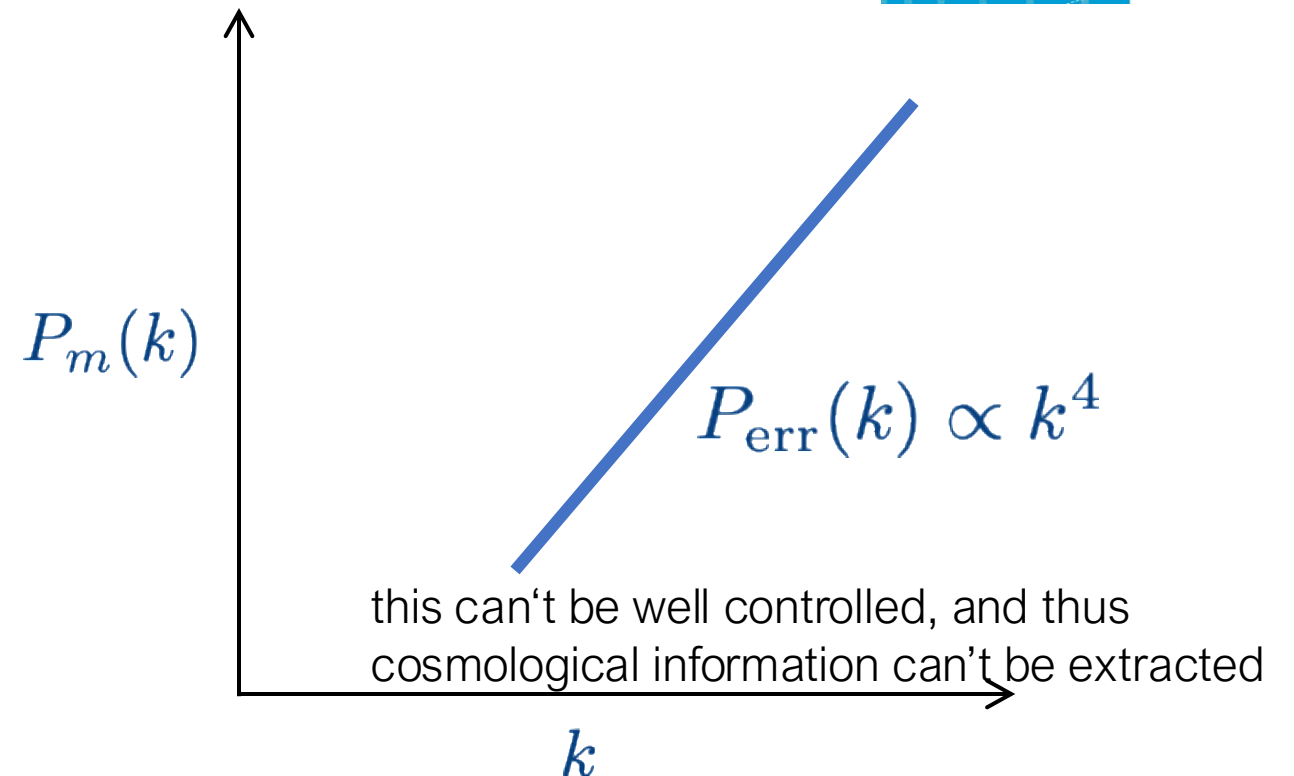 P_m(k)
P_err(k) ∝ k^4
this can‘t be well controlled, and thus
cosmological information can’t be extracted
k